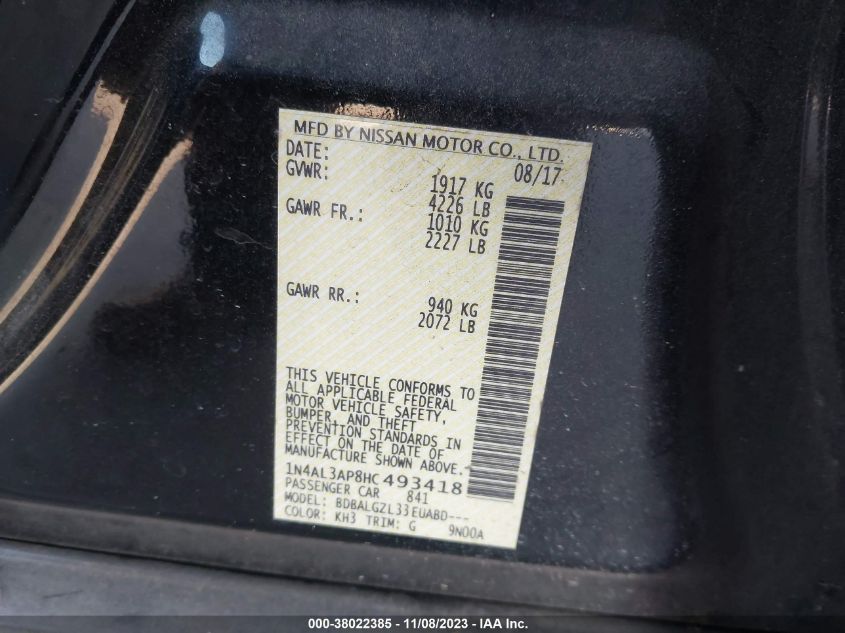 MFD BY NISSAN MOTOR CO., LTD.
DATE: 08/17
GVWR: 1917 KG
4226 LB
GAWR FR.: 1010 KG
2227 LB
GAWR RR.: 940 KG
2072 LB
THIS VEHICLE CONFORMS TO
ALL APPLICABLE FEDERAL
MOTOR VEHICLE SAFETY,
BUMPER, AND THEFT
PREVENTION STANDARDS IN
EFFECT ON THE DATE OF
MANUFACTURE SHOWN ABOVE.
1N4AL3AP8HC493418
PASSENGER CAR 841
MODEL: BDBALGZL33EUABD---
COLOR: KH3 TRIM: G 9N00A
000-38022385 - 11/08/2023 - IAA Inc.